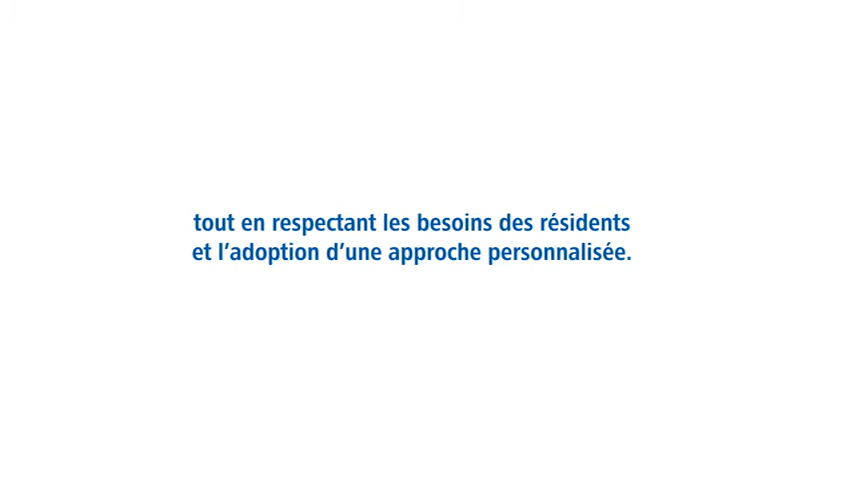 tout en respectant les besoins des résidents
et l’adoption d’une approche personnalisée.